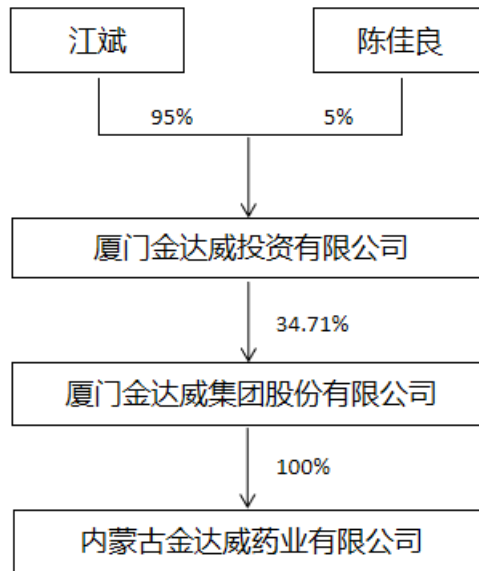 江斌
陈佳良
95%
5%
厦门金达威投资有限公司
34.71%
厦门金达威集团股份有限公司
100%
内蒙古金达威药业有限公司